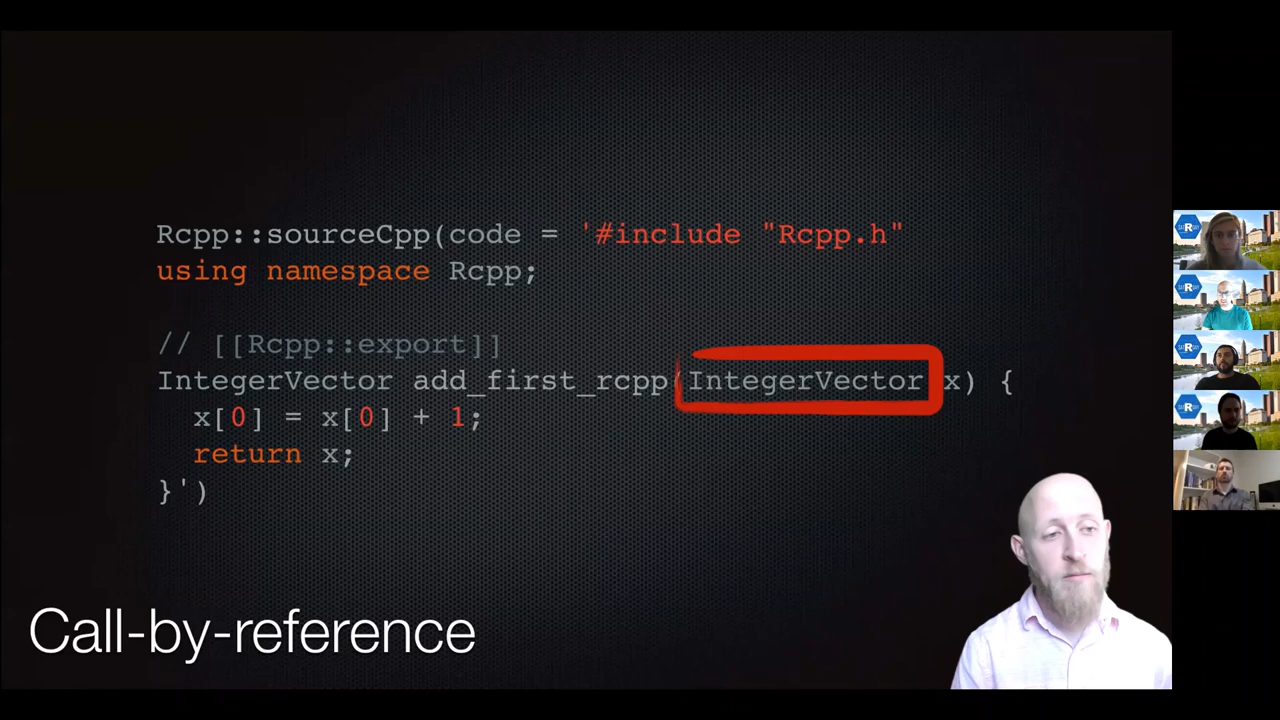 Rcpp::sourceCpp(code = '#include "Rcpp.h"
using namespace Rcpp;
// [[Rcpp::export]]
IntegerVector add_first_rcpp(IntegerVector x) {
  x[0] = x[0] + 1;
  return x;
}')
Call-by-reference